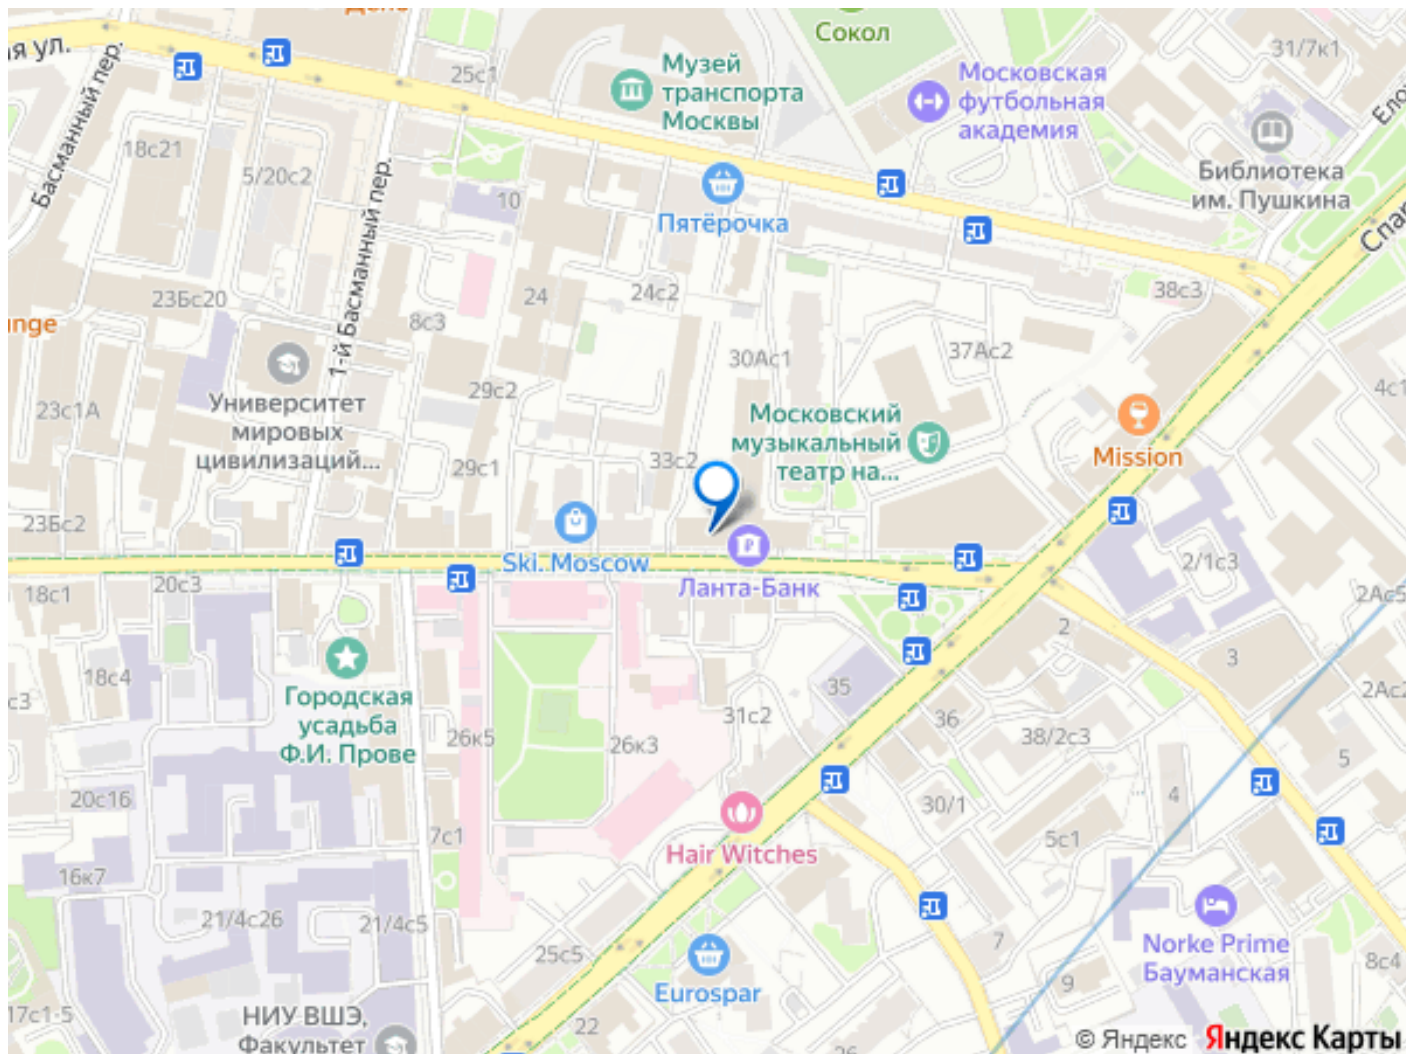 Депо
ая ул.
Басманный пер.
25с1
Музей
транспорта
Москвы
Сокол
Московская
футбольная
академия
31/7к1
Библиотека
им. Пушкина
18с21
5/20с2
10
Пятёрочка
1-й Басманный пер.
23Бс20
8с3
24
24с2
38с3
30Ас1
37Ас2
29с2
23с1А
Университет
мировых
цивилизаций...
Московский
музыкальный
театр на...
Mission
4с1
29с1
33с2
23Бс2
Ski. Moscow
Ланта-Банк
2/1с3
2Ас5
18с1
20с3
2
3
18с4
Городская
усадьба
Ф.И. Прове
35
31с2
36
38/2с3
26к5
26к3
5
20с16
30/1
4
7с1
5с1
Hair Witches
16к7
21/4с26
21/4с5
25с5
7
Norke Prime
Бауманская
8с4
Eurospar
9
17с1-5
НИУ ВШЭ,
Факультет
22
26
© Яндекс Яндекс Карты